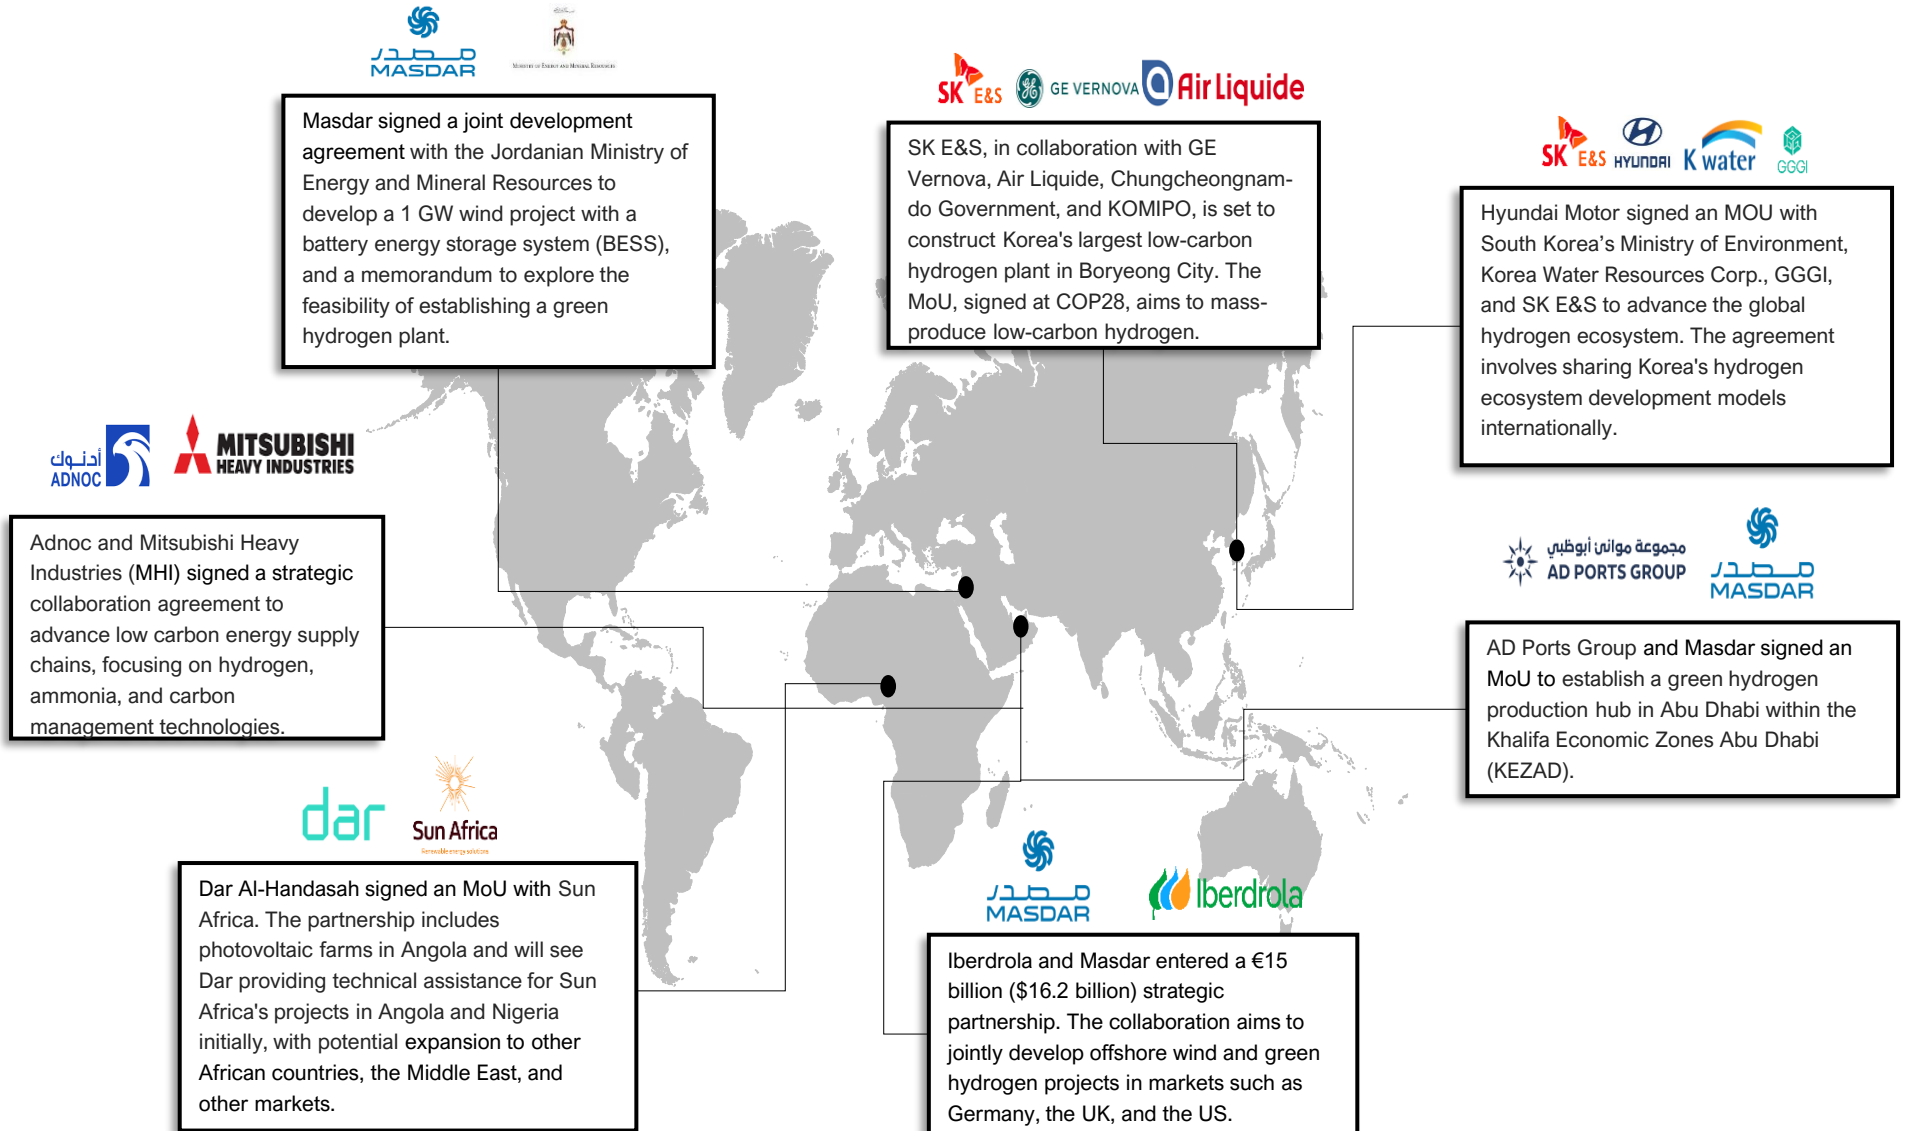 مصدر
MASDAR
MINISTRY OF ENERGY AND MINERAL RESOURCES
Masdar signed a joint development
agreement with the Jordanian Ministry of
Energy and Mineral Resources to
develop a 1 GW wind project with a
battery energy storage system (BESS),
and a memorandum to explore the
feasibility of establishing a green
hydrogen plant.
SK E&S
GE VERNOVA
Air Liquide
SK E&S, in collaboration with GE
Vernova, Air Liquide, Chungcheongnam-
do Government, and KOMIPO, is set to
construct Korea's largest low-carbon
hydrogen plant in Boryeong City. The
MoU, signed at COP28, aims to mass-
produce low-carbon hydrogen.
SK E&S
HYUNDAI
K water
GGGI
Hyundai Motor signed an MOU with
South Korea’s Ministry of Environment,
Korea Water Resources Corp., GGGI,
and SK E&S to advance the global
hydrogen ecosystem. The agreement
involves sharing Korea's hydrogen
ecosystem development models
internationally.
أدنوك
ADNOC
MITSUBISHI
HEAVY INDUSTRIES
Adnoc and Mitsubishi Heavy
Industries (MHI) signed a strategic
collaboration agreement to
advance low carbon energy supply
chains, focusing on hydrogen,
ammonia, and carbon
management technologies.
مجموعة موانئ أبوظبي
AD PORTS GROUP
مصدر
MASDAR
AD Ports Group and Masdar signed an
MoU to establish a green hydrogen
production hub in Abu Dhabi within the
Khalifa Economic Zones Abu Dhabi
(KEZAD).
dar
Sun Africa
Renewable energy solutions
Dar Al-Handasah signed an MoU with Sun
Africa. The partnership includes
photovoltaic farms in Angola and will see
Dar providing technical assistance for Sun
Africa's projects in Angola and Nigeria
initially, with potential expansion to other
African countries, the Middle East, and
other markets.
مصدر
MASDAR
Iberdrola
Iberdrola and Masdar entered a €15
billion ($16.2 billion) strategic
partnership. The collaboration aims to
jointly develop offshore wind and green
hydrogen projects in markets such as
Germany, the UK, and the US.